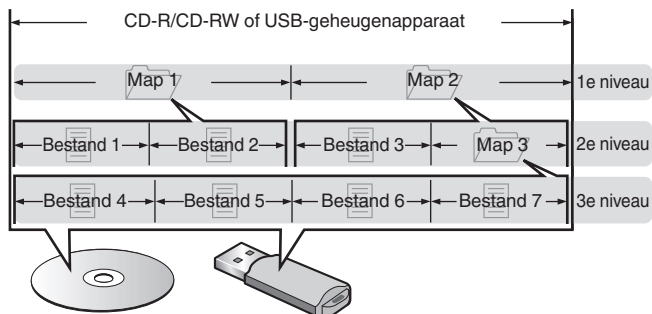 CD-R/CD-RW of USB-geheugenapparaat
Map 1 Map 2 1e niveau
Bestand 1 Bestand 2 Bestand 3 Map 3 2e niveau
Bestand 4 Bestand 5 Bestand 6 Bestand 7 3e niveau